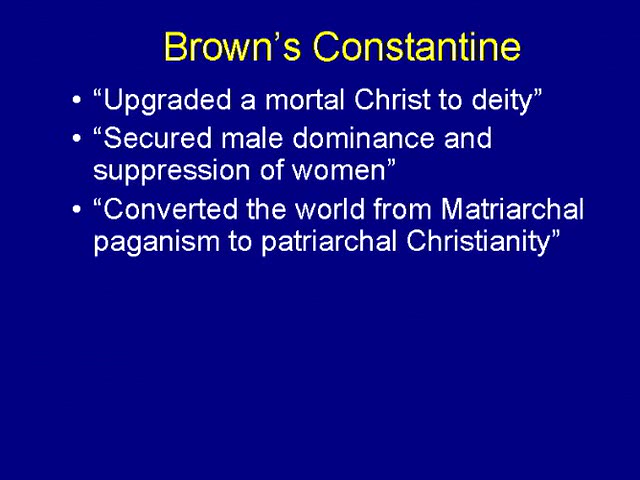 Brown’s Constantine
• “Upgraded a mortal Christ to deity”
• “Secured male dominance and
suppression of women”
• “Converted the world from Matriarchal
paganism to patriarchal Christianity”